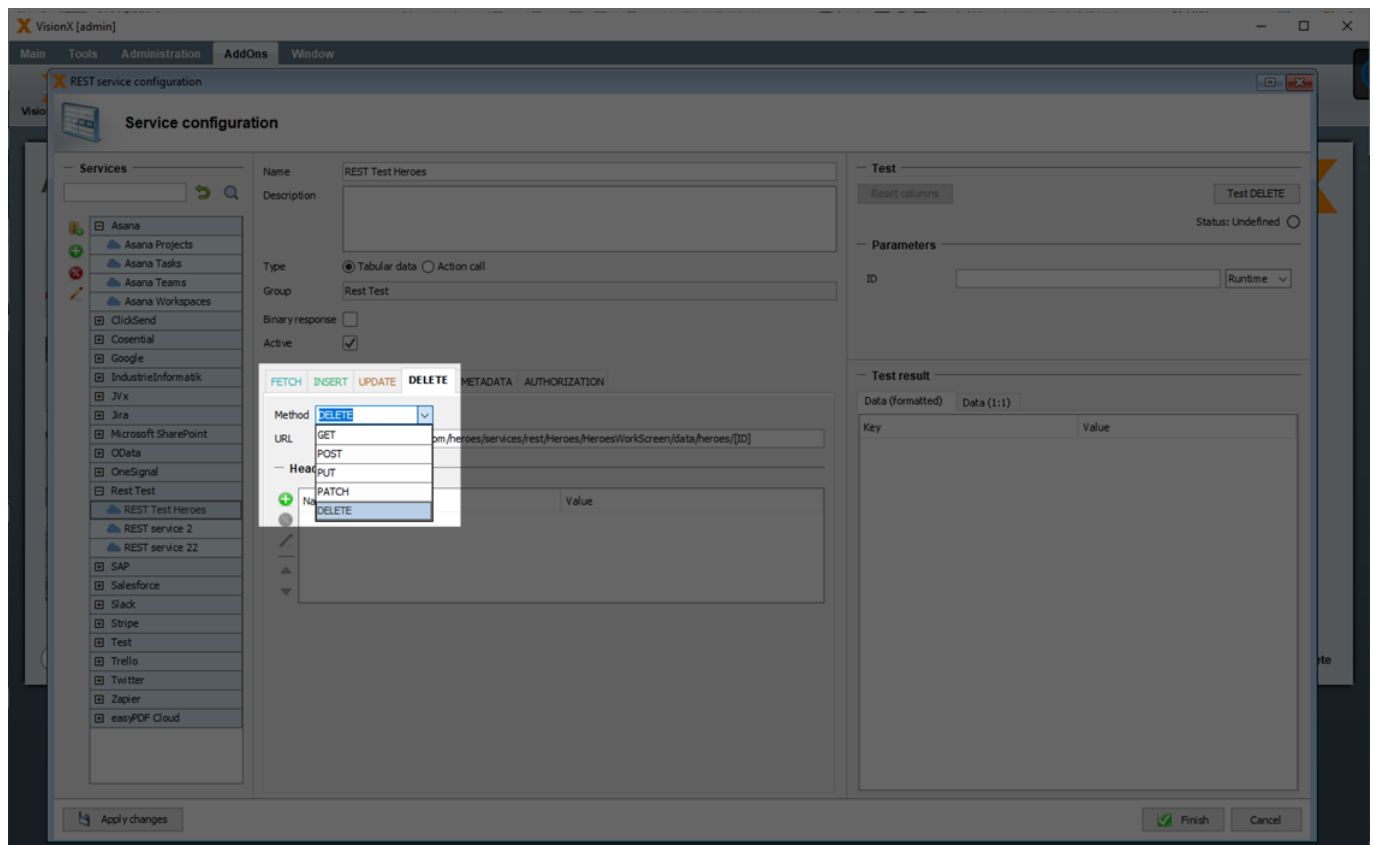 VisionX [admin]
Main Tools Administration AddOns Window
REST service configuration
Visio
Service configuration
Services
Asana
Asana Projects
Asana Tasks
Asana Teams
Asana Workspaces
ClickSend
Cosential
Google
IndustrieInformatik
JVx
Jira
Microsoft SharePoint
OData
OneSignal
Rest Test
REST Test Heroes
REST service 2
REST service 22
SAP
Salesforce
Slack
Stripe
Test
Trello
Twitter
Zapier
easyPDF Cloud
Name REST Test Heroes
Description
Type Tabular data Action call
Group Rest Test
Binary response
Active
FETCH INSERT UPDATE DELETE METADATA AUTHORIZATION
Method DELETE
GET
POST
PUT
PATCH
DELETE
URL om/heroes/services/rest/Heroes/HeroesWorkScreen/data/heroes/[ID]
Head
Na Value
Test
Reset columns Test DELETE
Status: Undefined
Parameters
ID Runtime
Test result
Data (formatted) Data (1:1)
Key Value
ete
Apply changes Finish Cancel